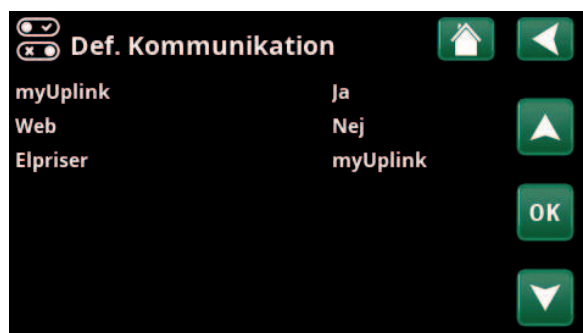 Def. Kommunikation
myUplink Ja
Web Nej
Elpriser myUplink
OK